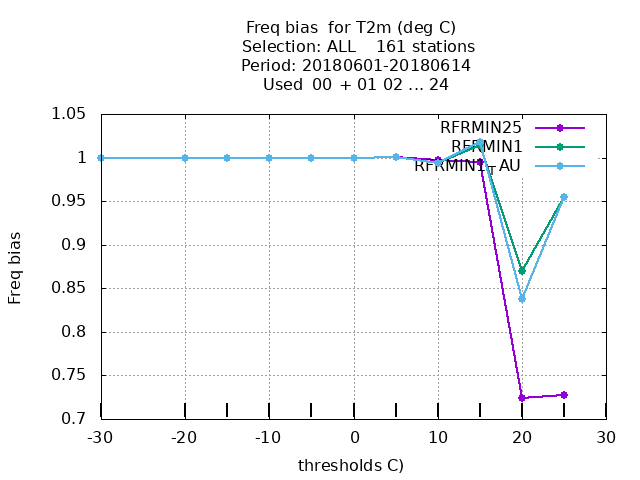 Freq bias  for T2m (deg C)
Selection: ALL    161 stations
Period: 20180601-20180614
Used  00  + 01 02 ... 24
1.05
1
0.95
0.9
0.85
0.8
0.75
0.7
Freq bias
RFRMIN25
RFRMIN1
RFRMIN1_TAU
-30
-20
-10
0
10
20
30
thresholds C)